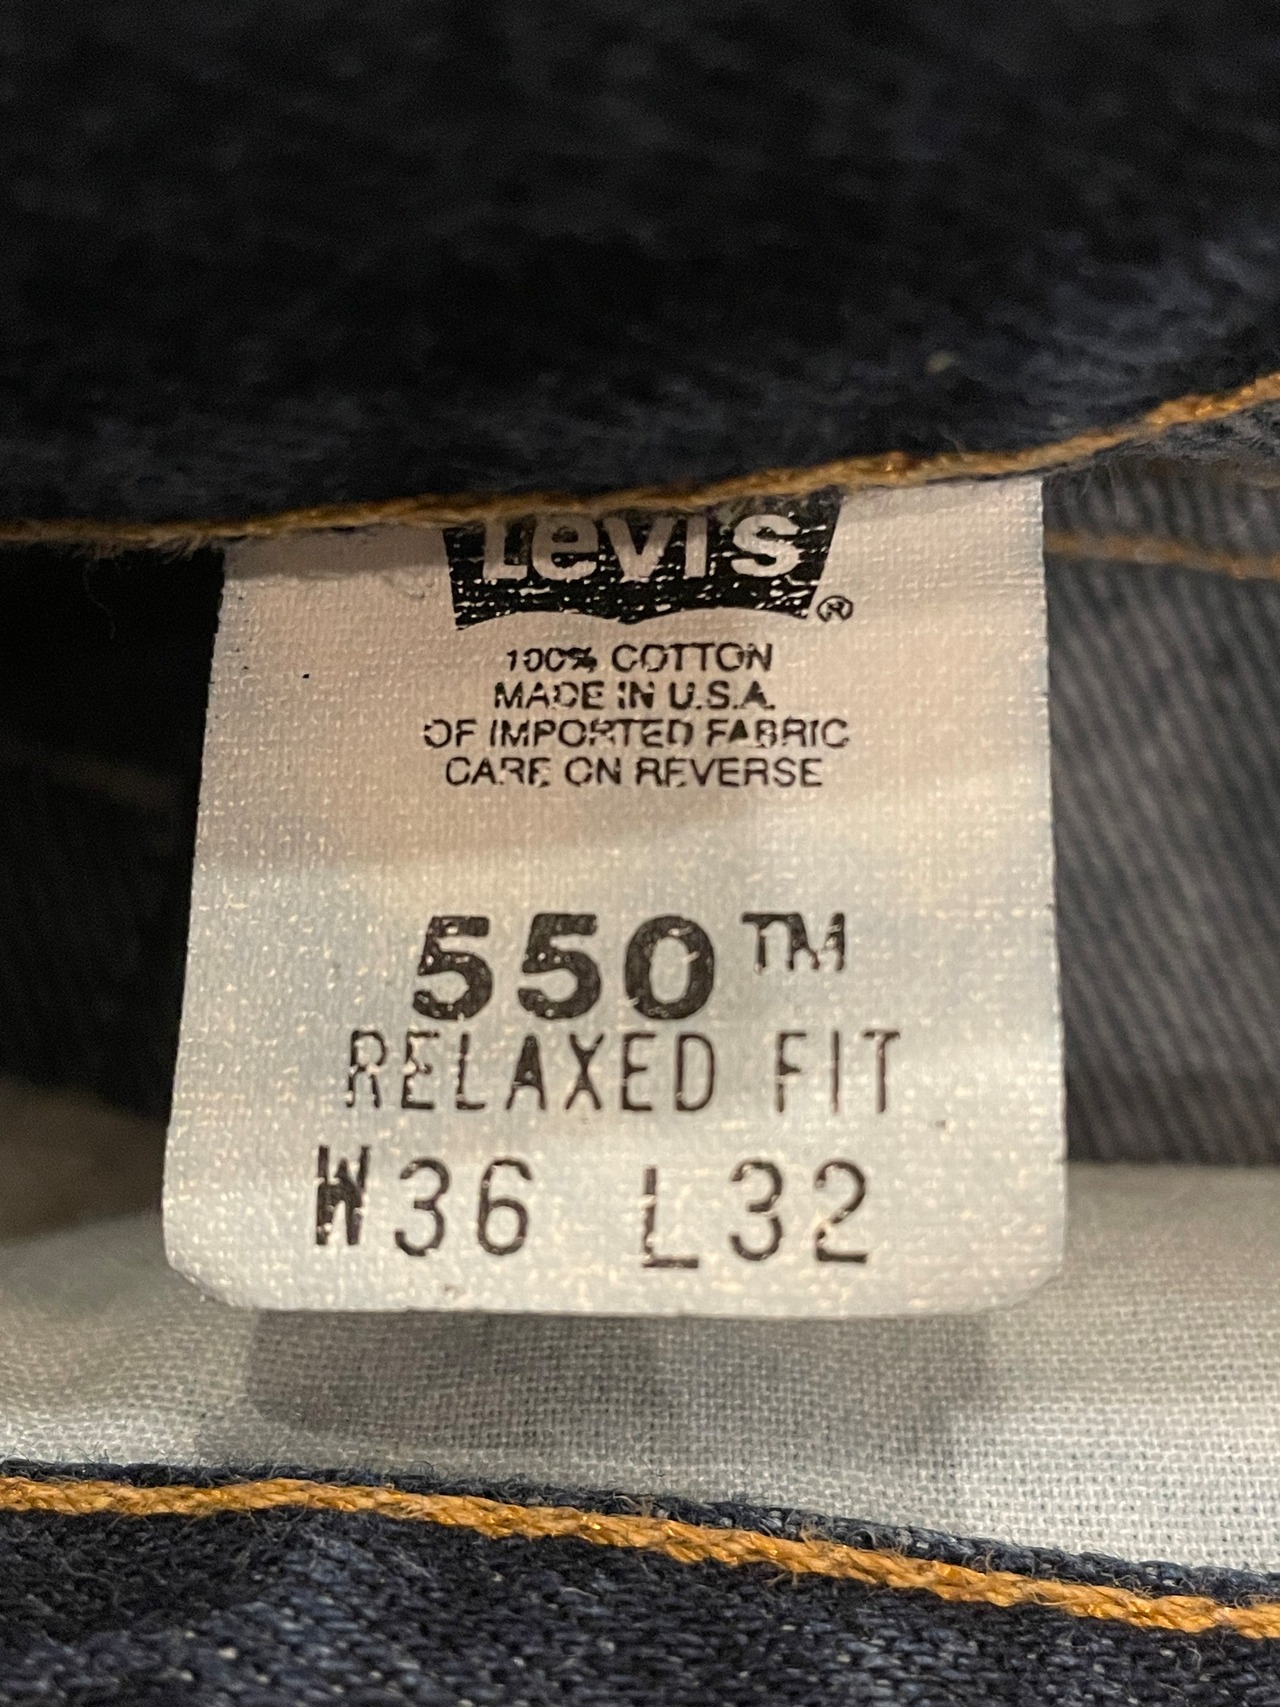 Levi's®
100% COTTON
MADE IN U.S.A.
OF IMPORTED FABRIC
CARE ON REVERSE
550™
RELAXED FIT
W36 L32